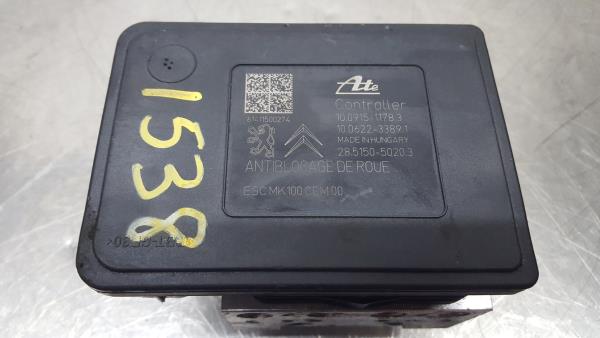 Ate
Controller
10.0915-1178.3
10.0622-3389.1
MADE IN HUNGARY
28.5150-5020.3
61411500274
ANTIBLOCAGE DE ROUE
ESC MK100 CEM 00
1538